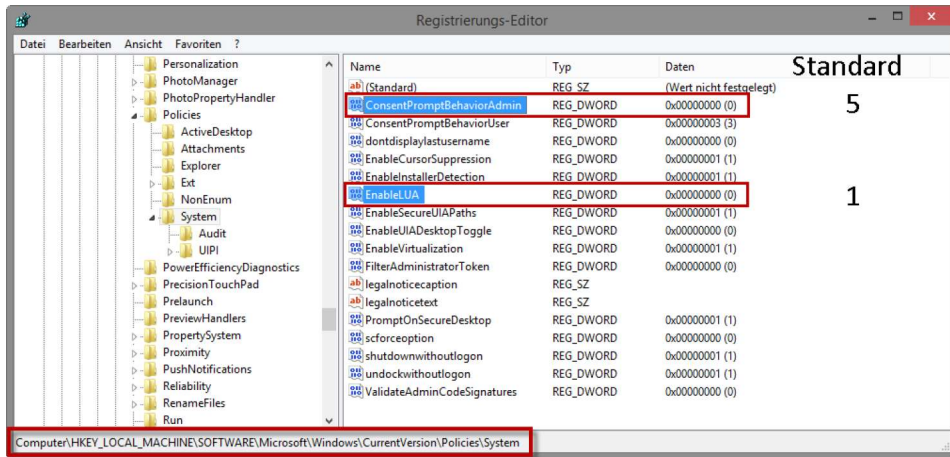 Registrierungs-Editor
Datei Bearbeiten Ansicht Favoriten ?
Personalization
PhotoManager
PhotoPropertyHandler
Policies
ActiveDesktop
Attachments
Explorer
Ext
NonEnum
System
Audit
UIPI
PowerEfficiencyDiagnostics
PrecisionTouchPad
Prelaunch
PreviewHandlers
PropertySystem
Proximity
PushNotifications
Reliability
RenameFiles
Run
Name Typ Daten Standard
(Standard) REG_SZ (Wert nicht festgelegt)
ConsentPromptBehaviorAdmin REG_DWORD 0x00000000 (0) 5
ConsentPromptBehaviorUser REG_DWORD 0x00000003 (3)
dontdisplaylastusername REG_DWORD 0x00000000 (0)
EnableCursorSuppression REG_DWORD 0x00000001 (1)
EnableInstallerDetection REG_DWORD 0x00000001 (1)
EnableLUA REG_DWORD 0x00000000 (0) 1
EnableSecureUIAPaths REG_DWORD 0x00000001 (1)
EnableUIADesktopToggle REG_DWORD 0x00000000 (0)
EnableVirtualization REG_DWORD 0x00000001 (1)
FilterAdministratorToken REG_DWORD 0x00000000 (0)
legalnoticecaption REG_SZ
legalnoticetext REG_SZ
PromptOnSecureDesktop REG_DWORD 0x00000001 (1)
scforceoption REG_DWORD 0x00000000 (0)
shutdownwithoutlogon REG_DWORD 0x00000001 (1)
undockwithoutlogon REG_DWORD 0x00000001 (1)
ValidateAdminCodeSignatures REG_DWORD 0x00000000 (0)
Computer\HKEY_LOCAL_MACHINE\SOFTWARE\Microsoft\Windows\CurrentVersion\Policies\System